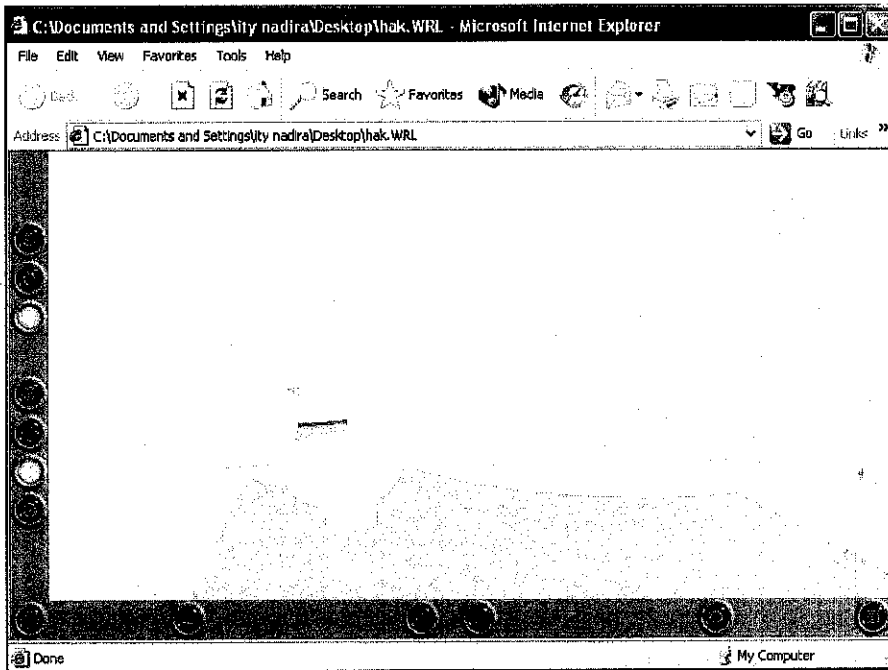 C:\Documents and Settings\ity nadira\Desktop\hak.WRL - Microsoft Internet Explorer
File Edit View Favorites Tools Help
Back Search Favorites Media
Address C:\Documents and Settings\ity nadira\Desktop\hak.WRL Go Links »
Done My Computer